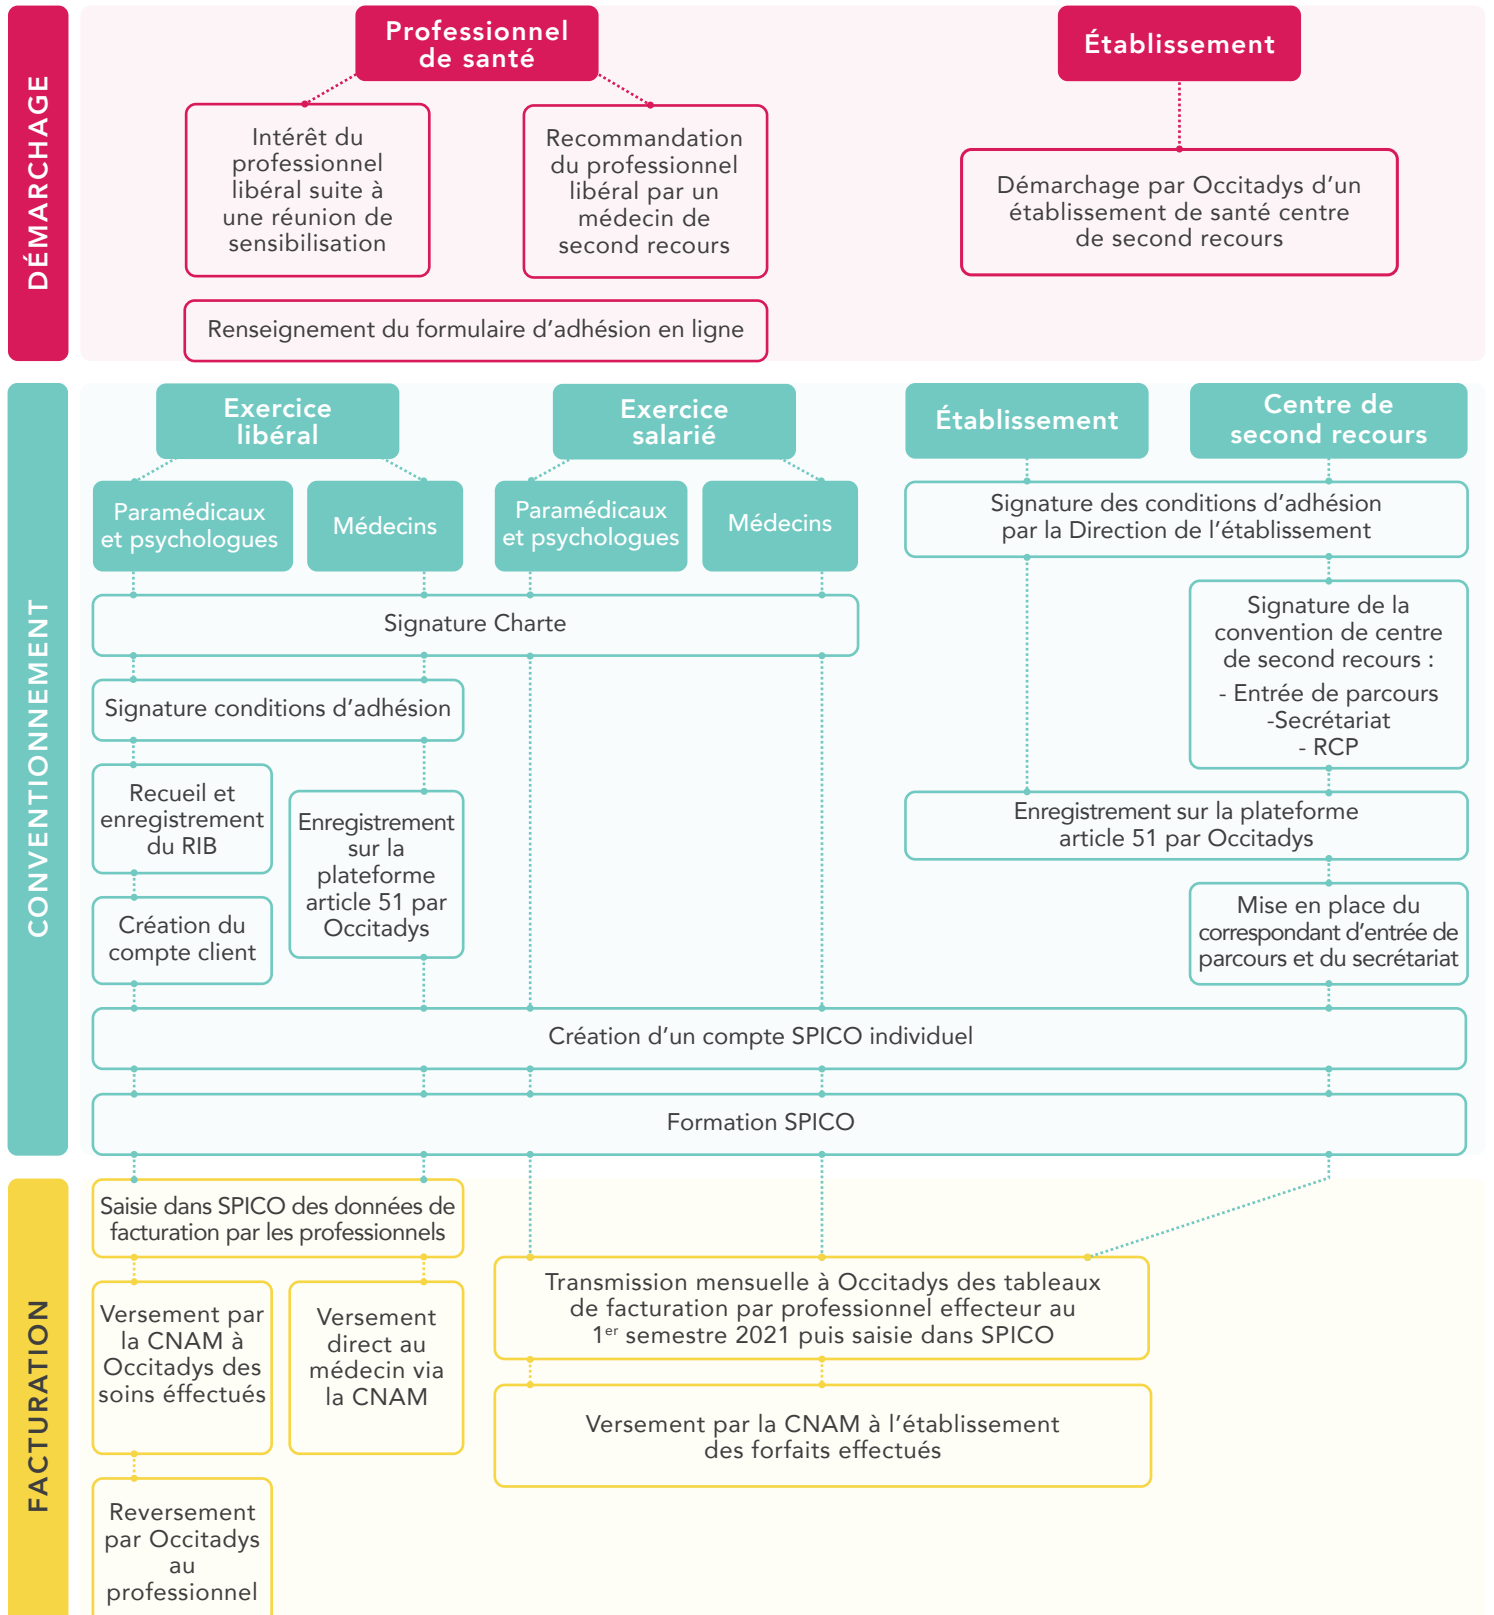 DÉMARCHAGE
Professionnel
de santé
Établissement
Intérêt du
professionnel
libéral suite à
une réunion de
sensibilisation
Recommandation
du professionnel
libéral par un
médecin de
second recours
Démarchage par Occitadys d'un
établissement de santé centre
de second recours
Renseignement du formulaire d'adhésion en ligne
CONVENTIONNEMENT
Exercice
libéral
Exercice
salarié
Établissement
Centre de
second recours
Paramédicaux
et psychologues
Médecins
Paramédicaux
et psychologues
Médecins
Signature des conditions d'adhésion
par la Direction de l'établissement
Signature Charte
Signature de la
convention de centre
de second recours :
- Entrée de parcours
-Secrétariat
- RCP
Signature conditions d'adhésion
Recueil et
enregistrement
du RIB
Enregistrement
sur la
plateforme
article 51 par
Occitadys
Enregistrement sur la plateforme
article 51 par Occitadys
Création du
compte client
Mise en place du
correspondant d'entrée de
parcours et du secrétariat
Création d'un compte SPICO individuel
Formation SPICO
FACTURATION
Saisie dans SPICO des données de
facturation par les professionnels
Versement par
la CNAM à
Occitadys des
soins éffectués
Versement
direct au
médecin via
la CNAM
Transmission mensuelle à Occitadys des tableaux
de facturation par professionnel effecteur au
1er semestre 2021 puis saisie dans SPICO
Versement par la CNAM à l'établissement
des forfaits effectués
Reversement
par Occitadys
au
professionnel